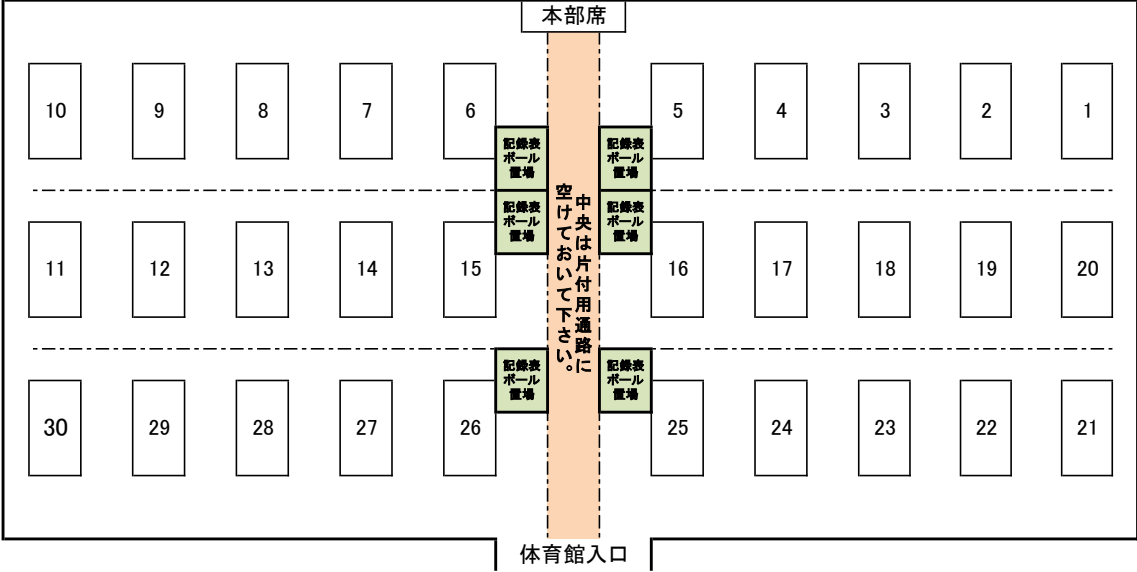 本部席
10 9 8 7 6 5 4 3 2 1
記録表
ボール
置場
記録表
ボール
置場
記録表
ボール
置場
記録表
ボール
置場
中央は片付用通路に
空けておいて下さい。
11 12 13 14 15 16 17 18 19 20
記録表
ボール
置場
記録表
ボール
置場
30 29 28 27 26 25 24 23 22 21
体育館入口